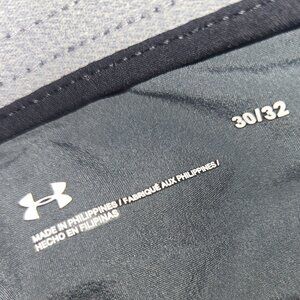 30/32
MADE IN PHILIPPINES / FABRIQUÉ AUX PHILIPPINES /
HECHO EN FILIPINAS